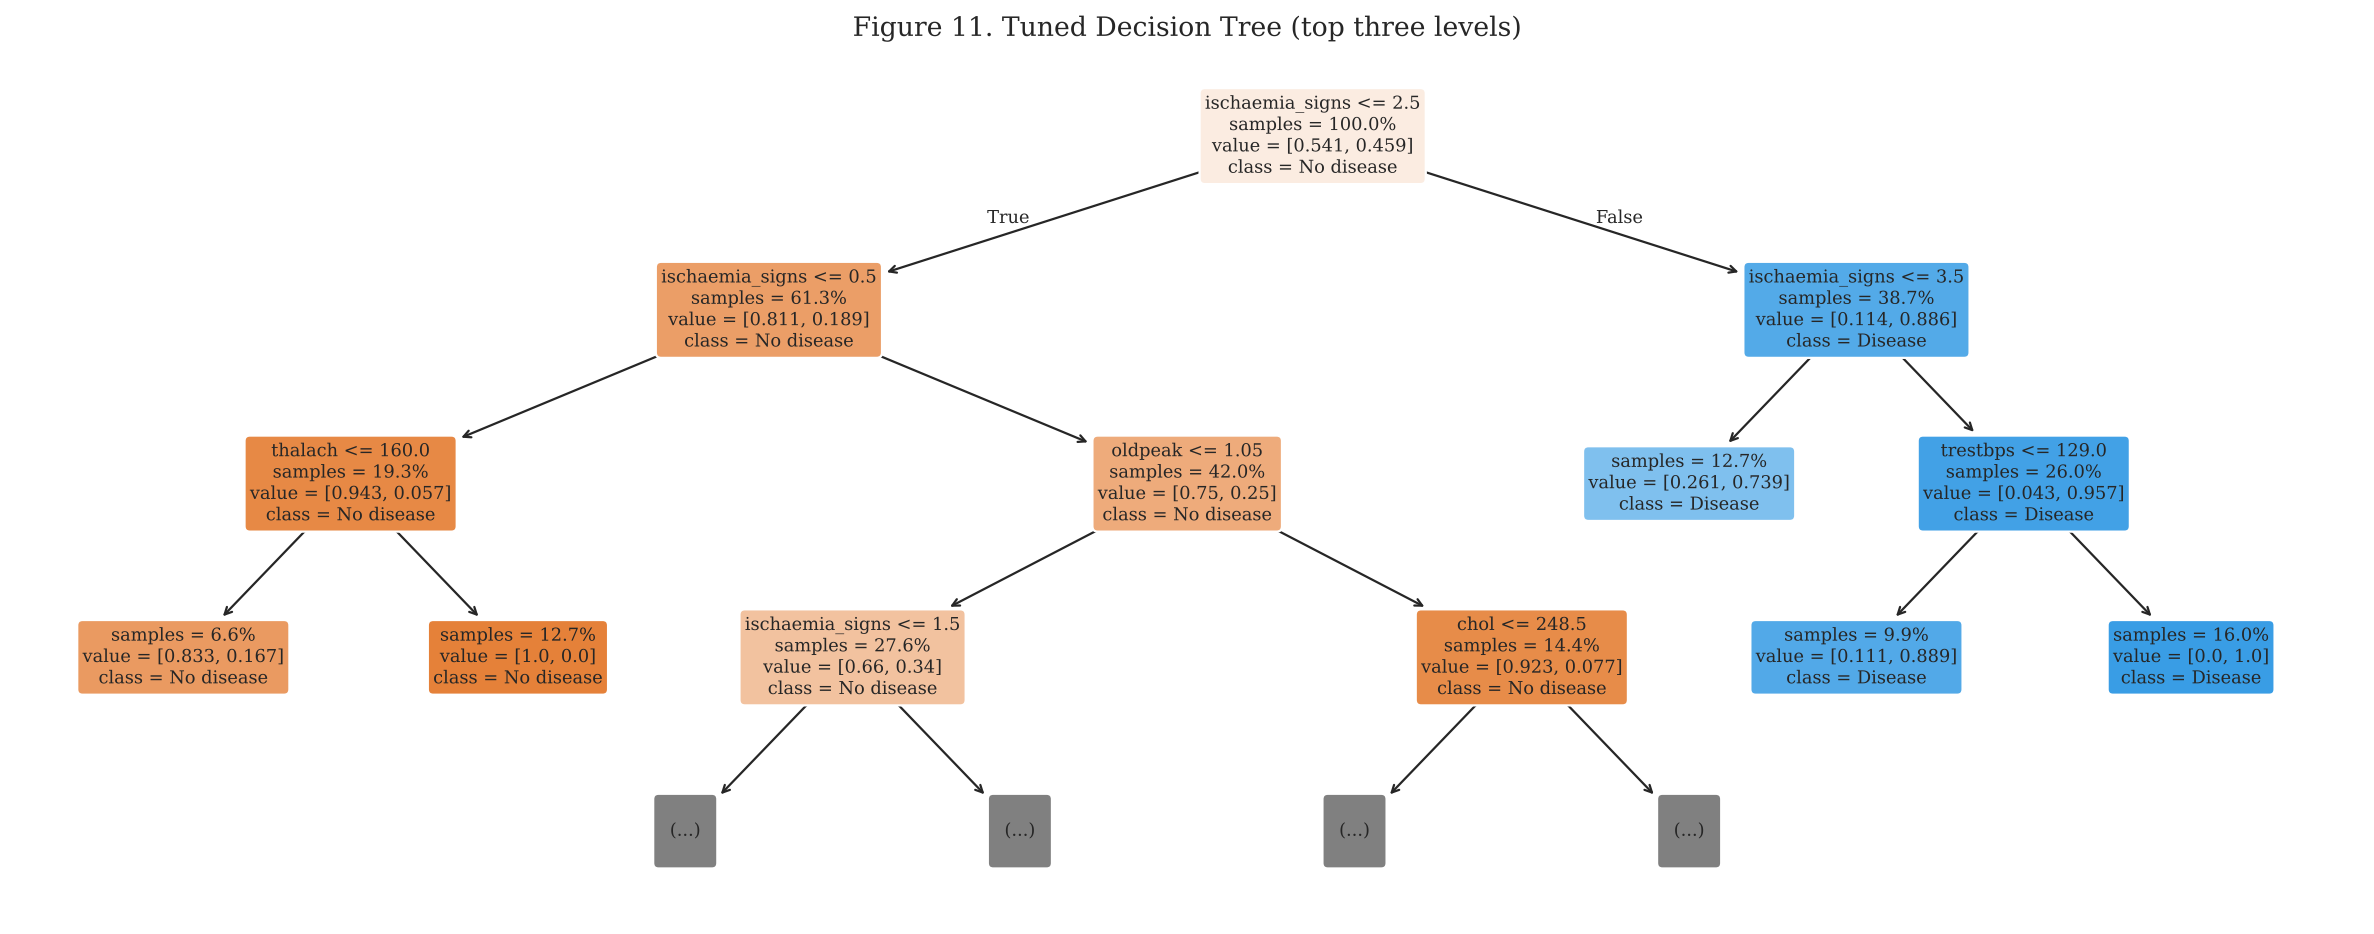 Figure 11. Tuned Decision Tree (top three levels)
ischaemia_signs <= 2.5
samples = 100.0%
value = [0.541, 0.459]
class = No disease
True
False
ischaemia_signs <= 0.5
samples = 61.3%
value = [0.811, 0.189]
class = No disease
ischaemia_signs <= 3.5
samples = 38.7%
value = [0.114, 0.886]
class = Disease
thalach <= 160.0
samples = 19.3%
value = [0.943, 0.057]
class = No disease
oldpeak <= 1.05
samples = 42.0%
value = [0.75, 0.25]
class = No disease
samples = 12.7%
value = [0.261, 0.739]
class = Disease
trestbps <= 129.0
samples = 26.0%
value = [0.043, 0.957]
class = Disease
samples = 6.6%
value = [0.833, 0.167]
class = No disease
samples = 12.7%
value = [1.0, 0.0]
class = No disease
ischaemia_signs <= 1.5
samples = 27.6%
value = [0.66, 0.34]
class = No disease
chol <= 248.5
samples = 14.4%
value = [0.923, 0.077]
class = No disease
samples = 9.9%
value = [0.111, 0.889]
class = Disease
samples = 16.0%
value = [0.0, 1.0]
class = Disease
(...)
(...)
(...)
(...)